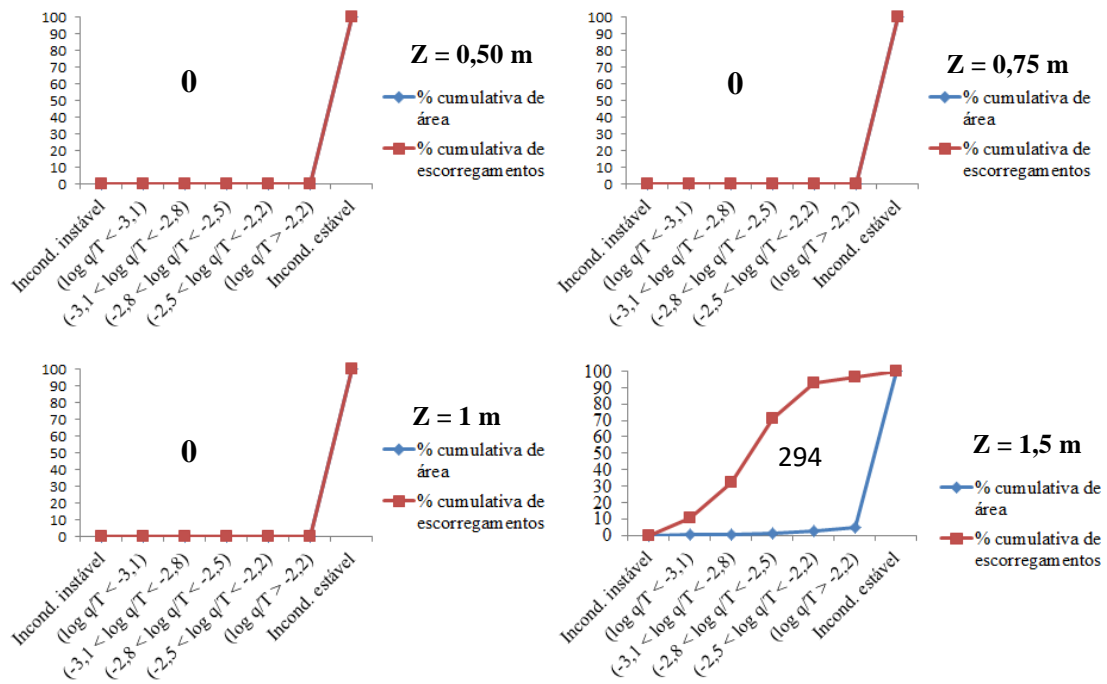 100
90
80
70
60
50
40
30
20
10
0
0
Z = 0,50 m
% cumulativa de
área
% cumulativa de
escorregamentos
Incond. instável
(log q/T < -3,1)
(-3,1 < log q/T < -2,8)
(-2,8 < log q/T < -2,5)
(-2,5 < log q/T < -2,2)
(log q/T > -2,2)
Incond. estável
100
90
80
70
60
50
40
30
20
10
0
0
Z = 0,75 m
% cumulativa de
área
% cumulativa de
escorregamentos
Incond. instável
(log q/T < -3,1)
(-3,1 < log q/T < -2,8)
(-2,8 < log q/T < -2,5)
(-2,5 < log q/T < -2,2)
(log q/T > -2,2)
Incond. estável
100
90
80
70
60
50
40
30
20
10
0
0
Z = 1 m
% cumulativa de
área
% cumulativa de
escorregamentos
Incond. instável
(log q/T < -3,1)
(-3,1 < log q/T < -2,8)
(-2,8 < log q/T < -2,5)
(-2,5 < log q/T < -2,2)
(log q/T > -2,2)
Incond. estável
100
90
80
70
60
50
40
30
20
10
0
294
Z = 1,5 m
% cumulativa de
área
% cumulativa de
escorregamentos
Incond. instável
(log q/T < -3,1)
(-3,1 < log q/T < -2,8)
(-2,8 < log q/T < -2,5)
(-2,5 < log q/T < -2,2)
(log q/T > -2,2)
Incond. estável